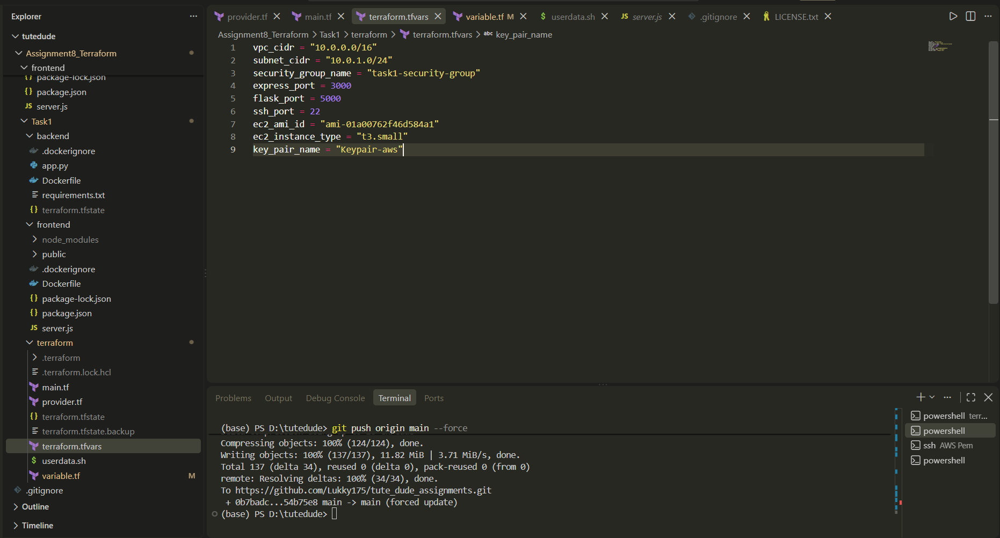 Explorer
tutedude
Assignment8_Terraform
frontend
package-lock.json
package.json
JS server.js
Task1
backend
.dockerignore
app.py
Dockerfile
requirements.txt
terraform.tfstate
frontend
node_modules
public
.dockerignore
Dockerfile
package-lock.json
package.json
JS server.js
terraform
.terraform
.terraform.lock.hcl
main.tf
provider.tf
terraform.tfstate
terraform.tfstate.backup
terraform.tfvars
$ userdata.sh
variable.tf M
.gitignore
Outline
Timeline
provider.tf
main.tf
terraform.tfvars
variable.tf M
$ userdata.sh
JS server.js
.gitignore
LICENSE.txt
Assignment8_Terraform > Task1 > terraform > terraform.tfvars > abc key_pair_name
1 vpc_cidr = "10.0.0.0/16"
2 subnet_cidr = "10.0.1.0/24"
3 security_group_name = "task1-security-group"
4 express_port = 3000
5 flask_port = 5000
6 ssh_port = 22
7 ec2_ami_id = "ami-01a00762f46d584a1"
8 ec2_instance_type = "t3.small"
9 key_pair_name = "Keypair-aws"
Problems Output Debug Console Terminal Ports
(base) PS D:\tutedude> git push origin main --force
Compressing objects: 100% (124/124), done.
Writing objects: 100% (137/137), 11.82 MiB | 3.71 MiB/s, done.
Total 137 (delta 34), reused 0 (delta 0), pack-reused 0 (from 0)
remote: Resolving deltas: 100% (34/34), done.
To https://github.com/Lukky175/tute_dude_assignments.git
+ 0b7badc...54b75e8 main -> main (forced update)
(base) PS D:\tutedude>
powershell terr...
powershell
ssh AWS Pem
powershell